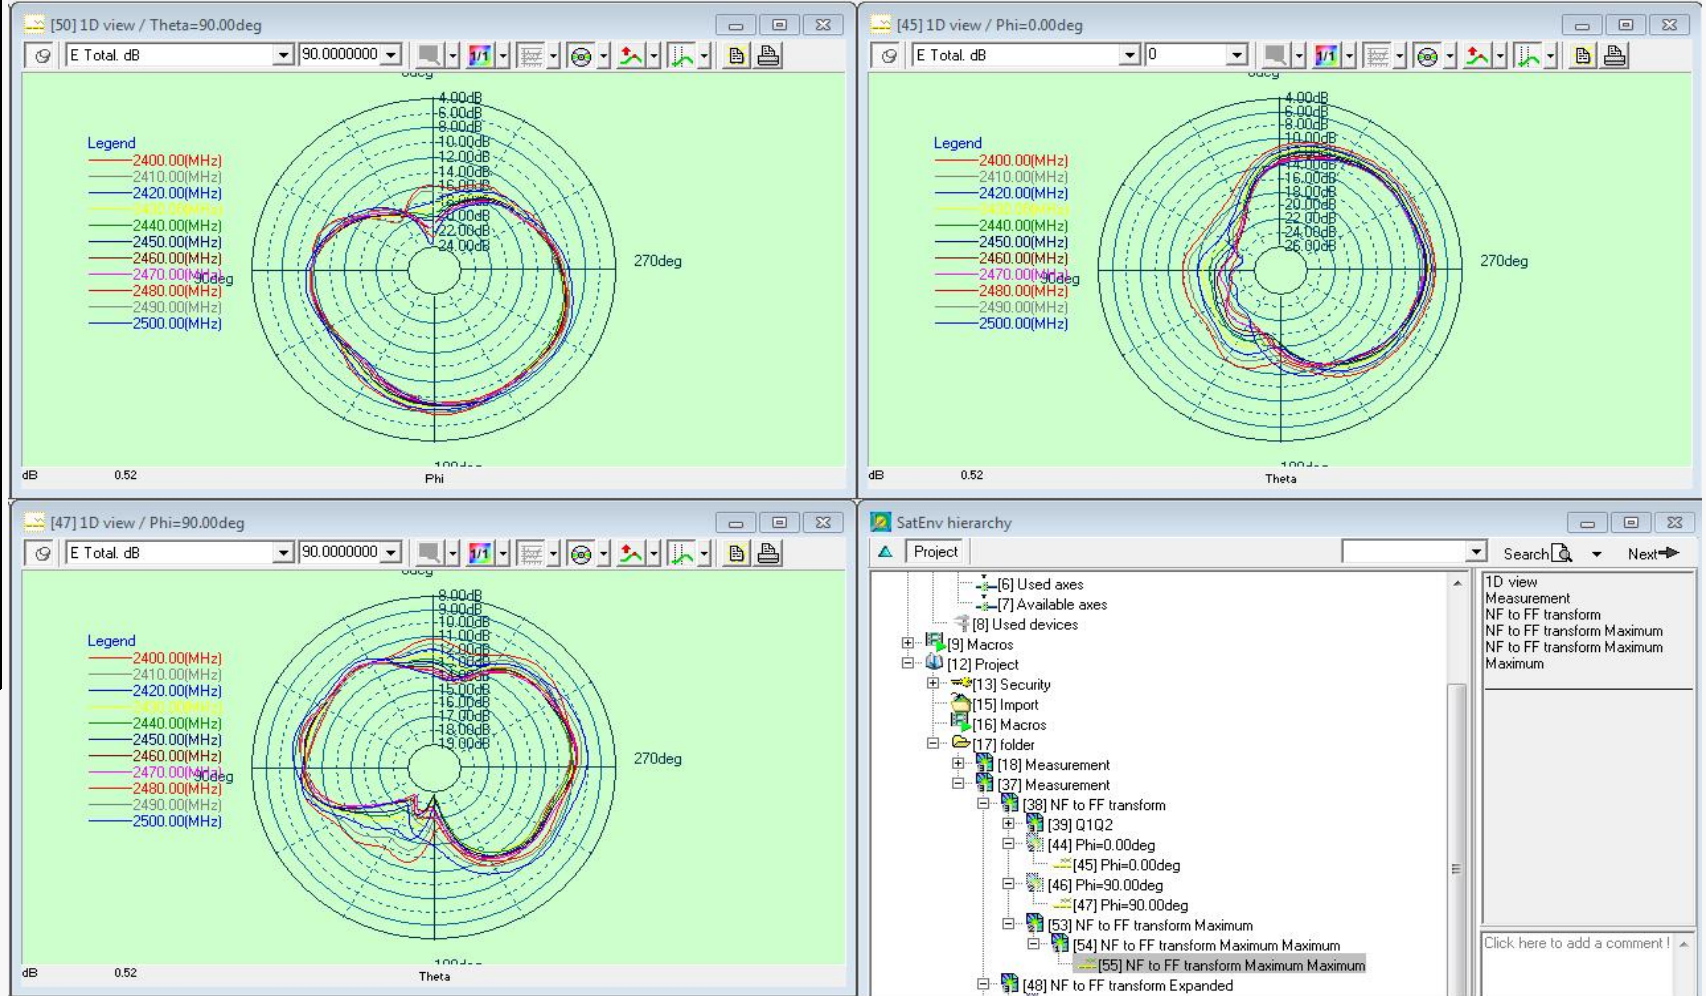 [50] 1D view / Theta=90.00deg
E Total. dB
90.0000000
1/1
4.00dB
6.00dB
8.00dB
10.00dB
12.00dB
16.00dB
22.00dB
24.00dB
Legend
2400.00(MHz)
2410.00(MHz)
2420.00(MHz)
2440.00(MHz)
2450.00(MHz)
2460.00(MHz)
2470.00(MHz)
90deg
2480.00(MHz)
2490.00(MHz)
2500.00(MHz)
270deg
dB
0.52
Phi
[45] 1D view / Phi=0.00deg
E Total. dB
0
1/1
4.00dB
6.00dB
8.00dB
10.00dB
14.00dB
16.00dB
18.00dB
20.00dB
22.00dB
24.00dB
26.00dB
Legend
2400.00(MHz)
2410.00(MHz)
2420.00(MHz)
2440.00(MHz)
2450.00(MHz)
2460.00(MHz)
2470.00(MHz)
90deg
2480.00(MHz)
2490.00(MHz)
2500.00(MHz)
270deg
dB
0.52
Theta
[47] 1D view / Phi=90.00deg
E Total. dB
90.0000000
1/1
8.00dB
9.00dB
10.00dB
11.00dB
12.00dB
15.00dB
16.00dB
17.00dB
18.00dB
19.00dB
Legend
2400.00(MHz)
2410.00(MHz)
2420.00(MHz)
2440.00(MHz)
2450.00(MHz)
2460.00(MHz)
2470.00(MHz)
90deg
2480.00(MHz)
2490.00(MHz)
2500.00(MHz)
270deg
dB
0.52
Theta
SatEnv hierarchy
Project
Search
Next
[6] Used axes
[7] Available axes
[8] Used devices
[9] Macros
[12] Project
[13] Security
[15] Import
[16] Macros
[17] folder
[18] Measurement
[37] Measurement
[38] NF to FF transform
[39] Q1Q2
[44] Phi=0.00deg
[45] Phi=0.00deg
[46] Phi=90.00deg
[47] Phi=90.00deg
[53] NF to FF transform Maximum
[54] NF to FF transform Maximum Maximum
[55] NF to FF transform Maximum Maximum
[48] NF to FF transform Expanded
1D view
Measurement
NF to FF transform
NF to FF transform Maximum
NF to FF transform Maximum
Maximum
Click here to add a comment !